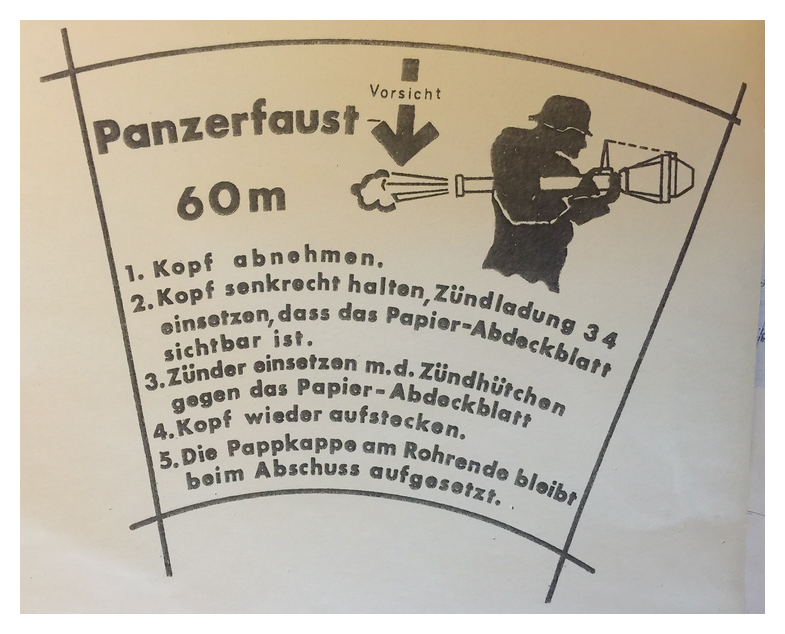 Vorsicht
Panzerfaust
60m
1. Kopf abnehmen.
2. Kopf senkrecht halten, Zündladung 34
einsetzen, dass das Papier-Abdeckblatt
sichtbar ist.
3. Zünder einsetzen m.d. Zündhütchen
gegen das Papier-Abdeckblatt
4. Kopf wieder aufstecken.
5. Die Pappkappe am Rohrende bleibt
beim Abschuss aufgesetzt.